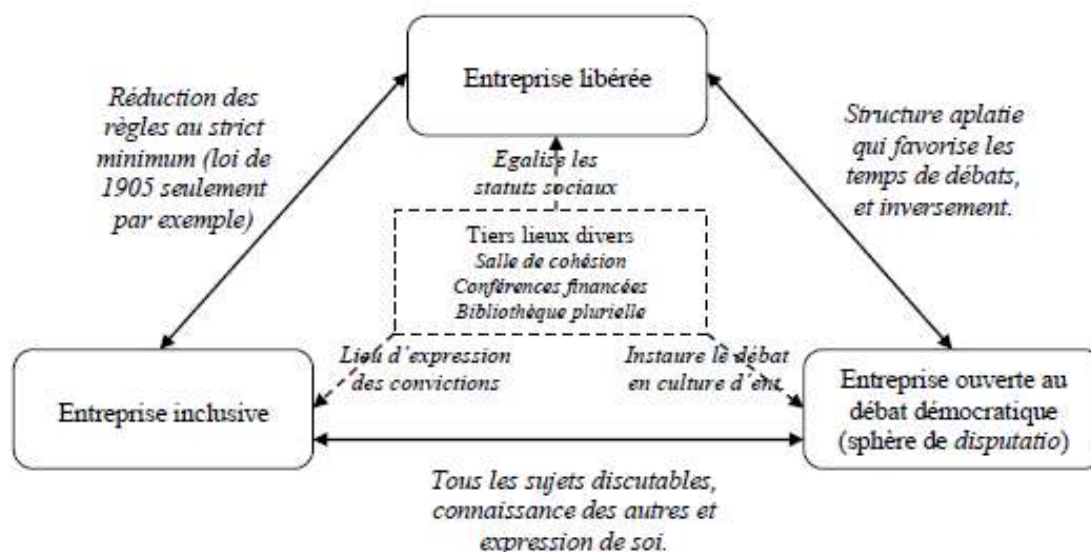 Entreprise libérée
Réduction des
règles au strict
minimum (loi de
1905 seulement
par exemple)
Structure aplatie
qui favorise les
temps de débats,
et inversement.
Egalise les
statuts sociaux
Tiers lieux divers
Salle de cohésion
Conférences financées
Bibliothèque plurielle
Lieu d'expression
des convictions
Instaure le débat
en culture d'ent.
Entreprise inclusive
Entreprise ouverte au
débat démocratique
(sphère de disputatio)
Tous les sujets discutables,
connaissance des autres et
expression de soi.